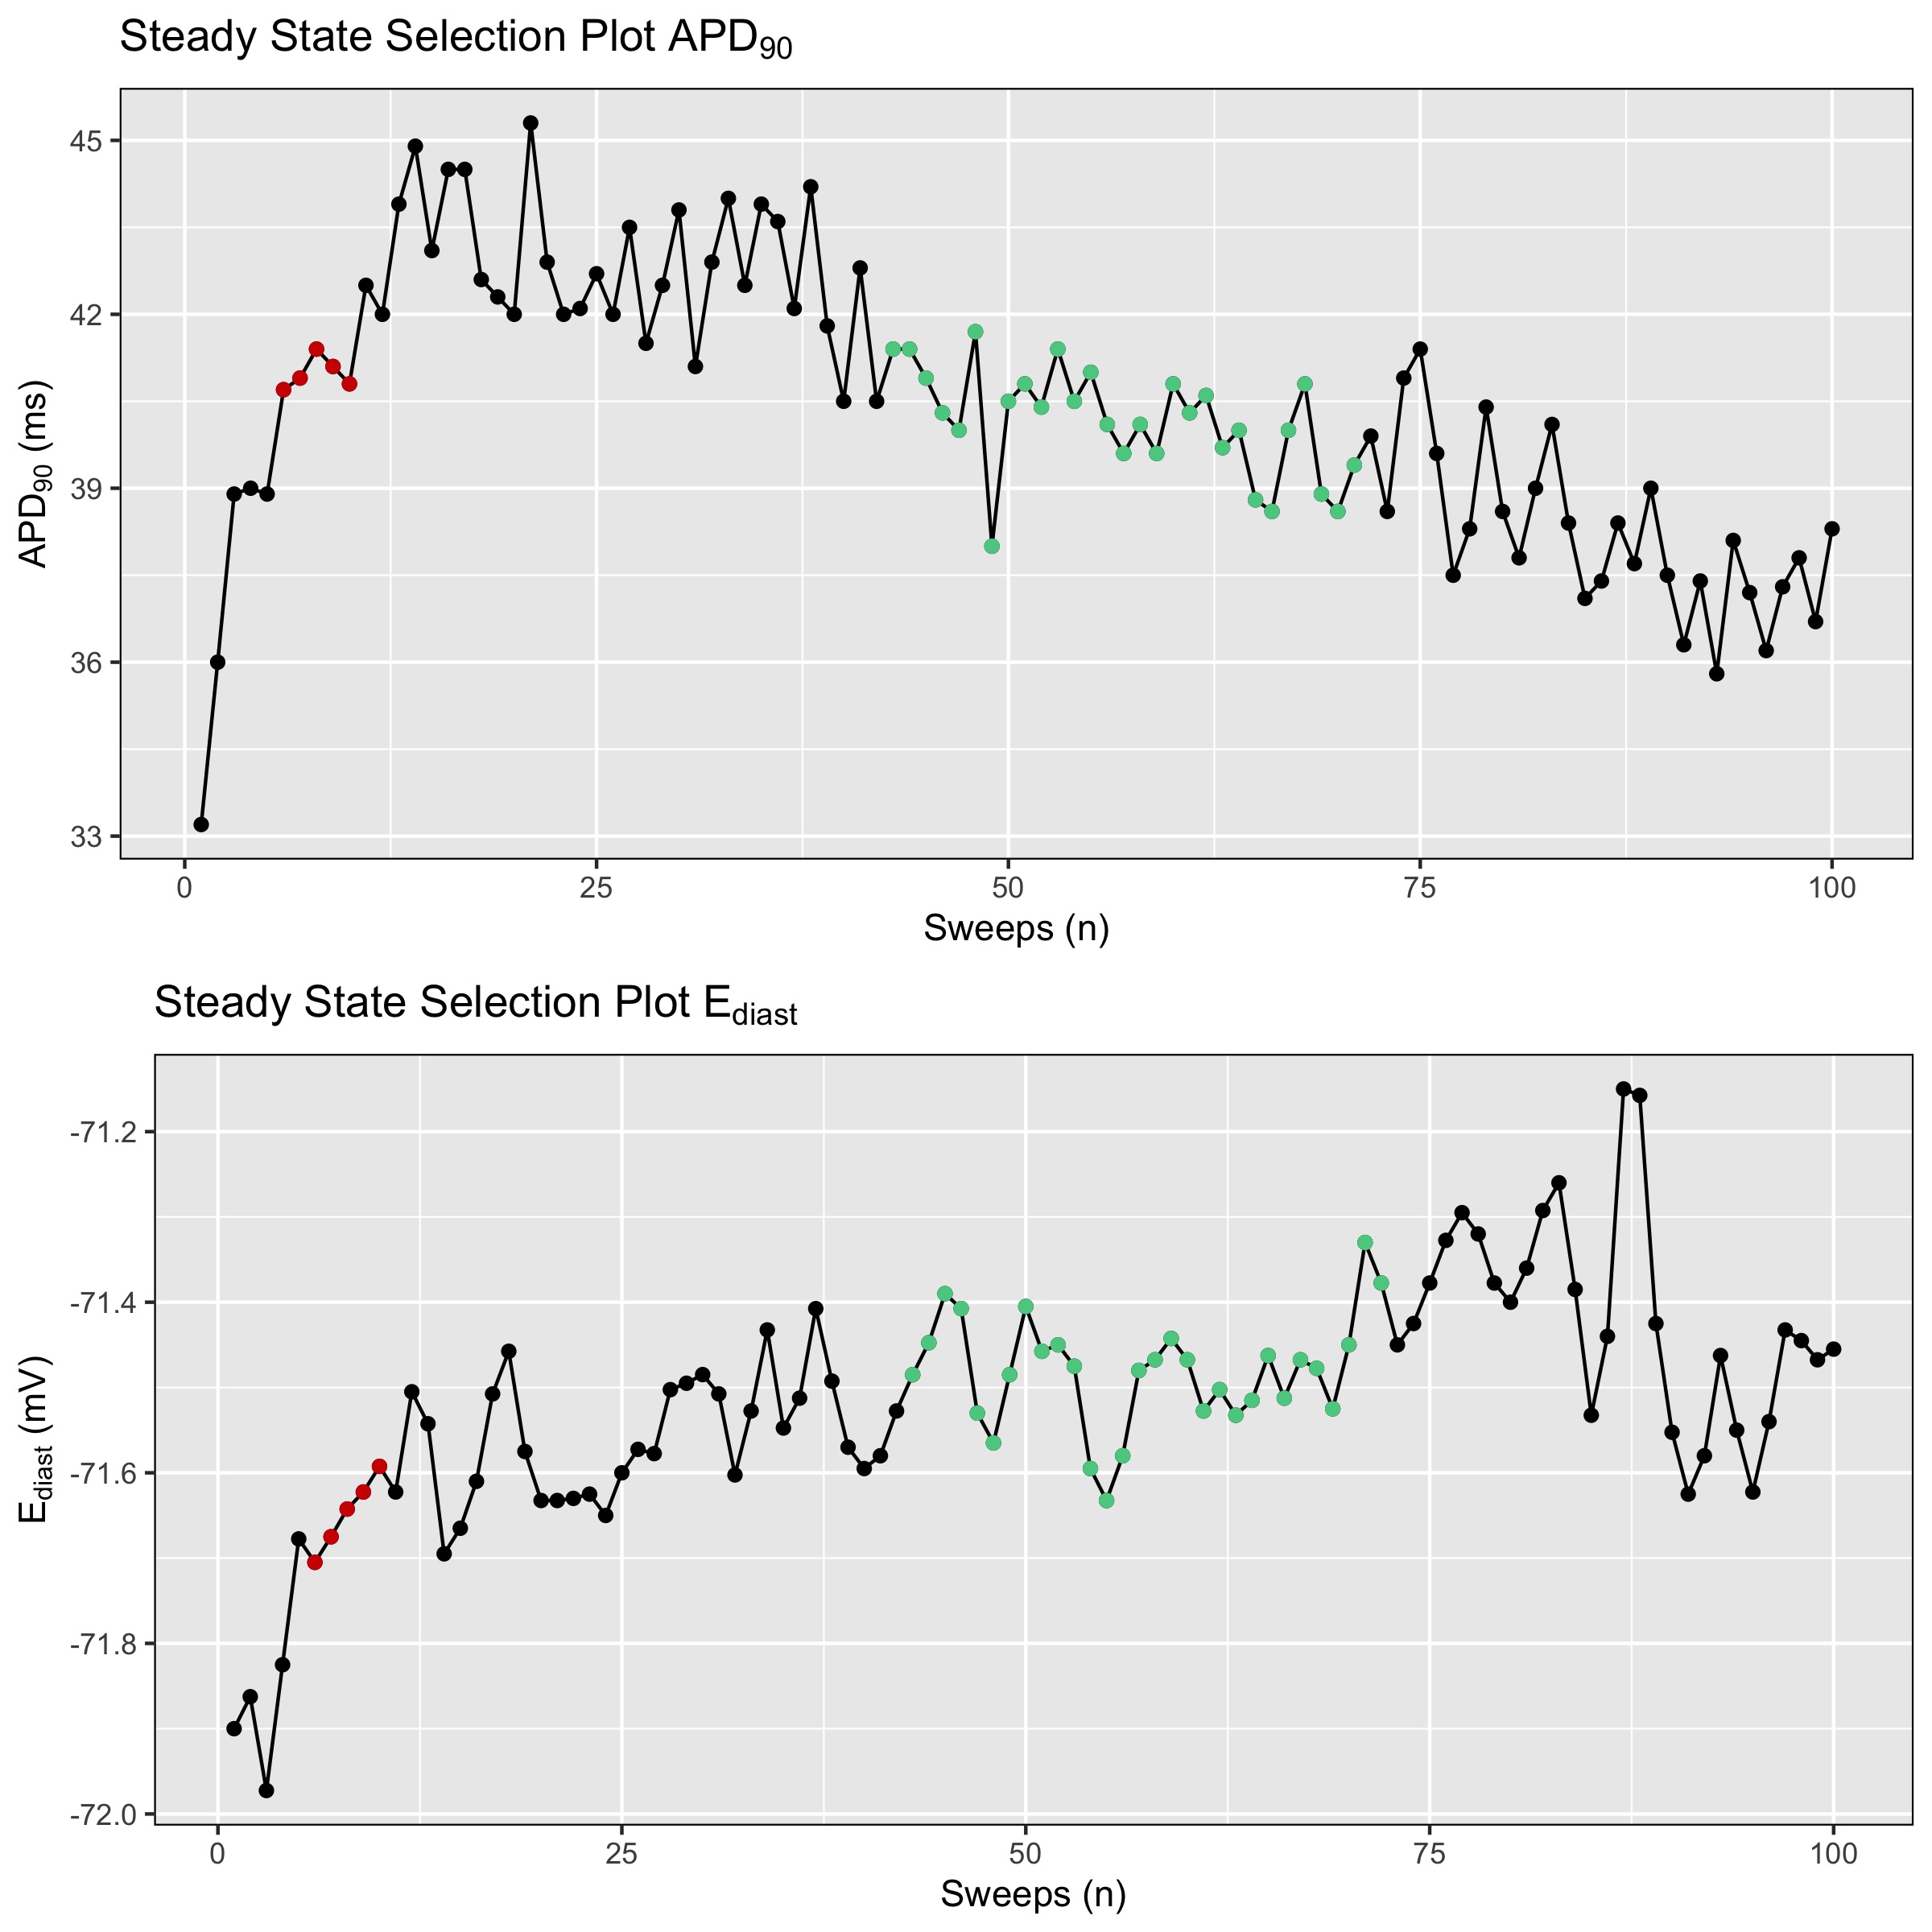 Steady State Selection Plot APD90
APD90 (ms)
45
42
39
36
33
0 25 50 75 100
Sweeps (n)
Steady State Selection Plot Ediast
Ediast (mV)
-71.2
-71.4
-71.6
-71.8
-72.0
0 25 50 75 100
Sweeps (n)